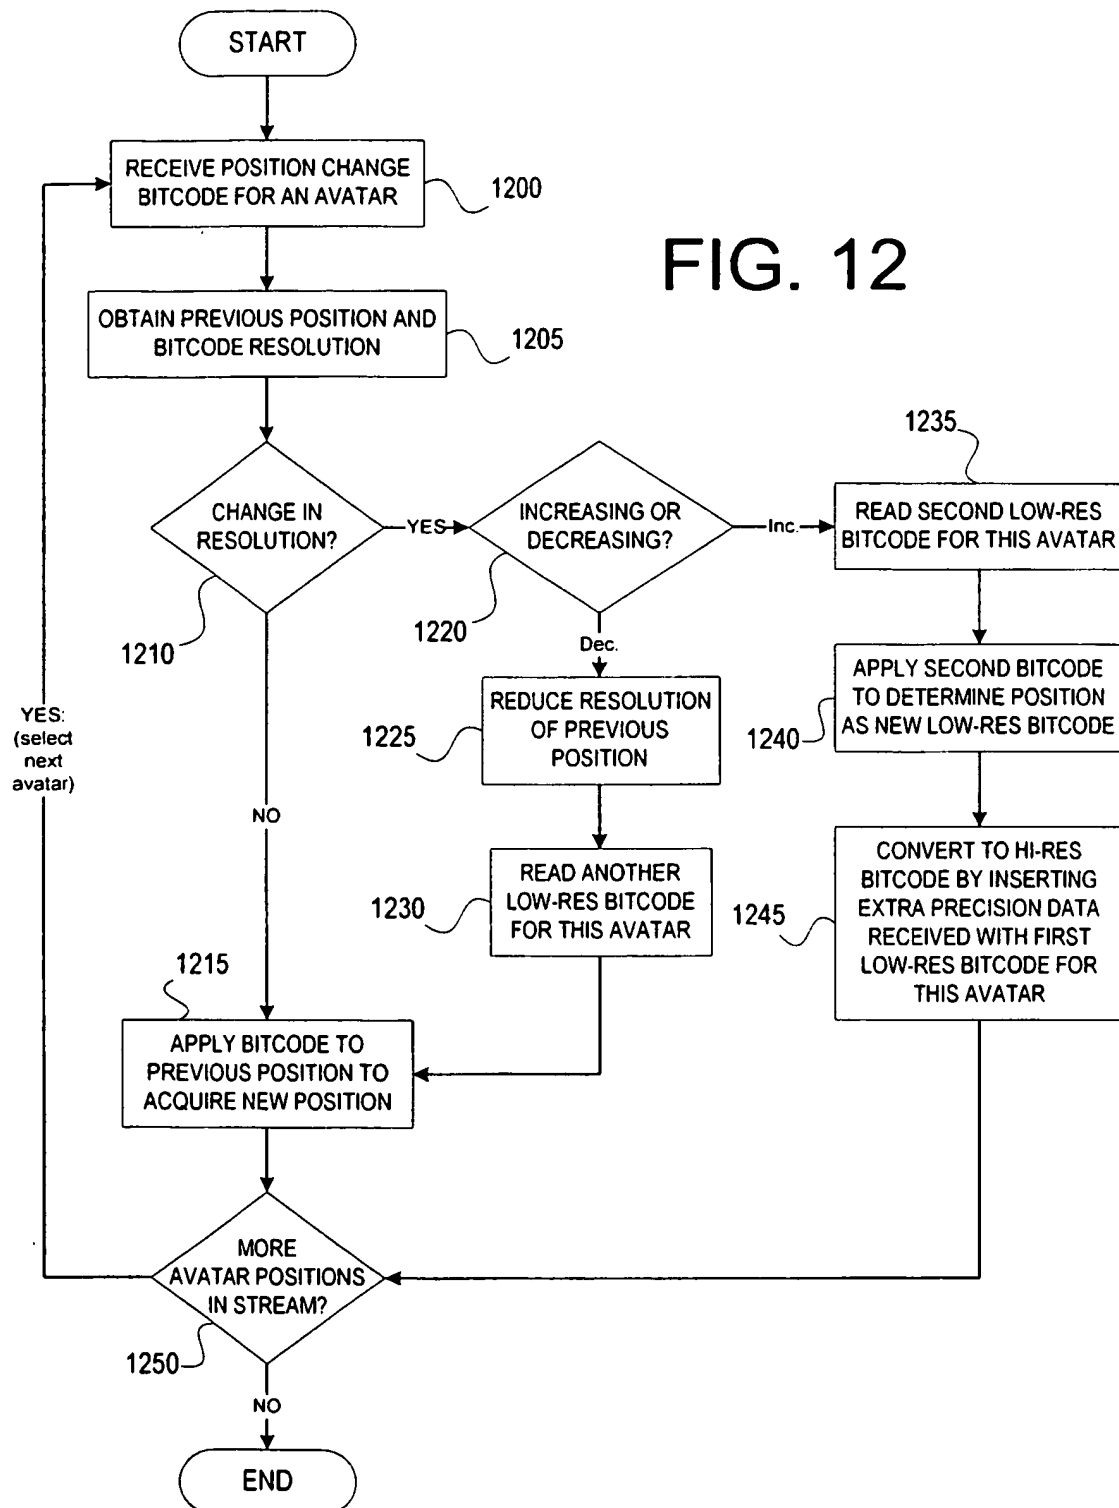 START
RECEIVE POSITION CHANGE
BITCODE FOR AN AVATAR
1200
FIG. 12
OBTAIN PREVIOUS POSITION AND
BITCODE RESOLUTION
1205
CHANGE IN
RESOLUTION?
1210
YES
INCREASING OR
DECREASING?
1220
Inc.
1235
READ SECOND LOW-RES
BITCODE FOR THIS AVATAR
Dec.
REDUCE RESOLUTION
OF PREVIOUS
POSITION
1225
APPLY SECOND BITCODE
TO DETERMINE POSITION
AS NEW LOW-RES BITCODE
1240
YES:
(select
next
avatar)
NO
READ ANOTHER
LOW-RES BITCODE
FOR THIS AVATAR
1230
CONVERT TO HI-RES
BITCODE BY INSERTING
EXTRA PRECISION DATA
RECEIVED WITH FIRST
LOW-RES BITCODE FOR
THIS AVATAR
1245
1215
APPLY BITCODE TO
PREVIOUS POSITION TO
ACQUIRE NEW POSITION
MORE
AVATAR POSITIONS
IN STREAM?
1250
NO
END